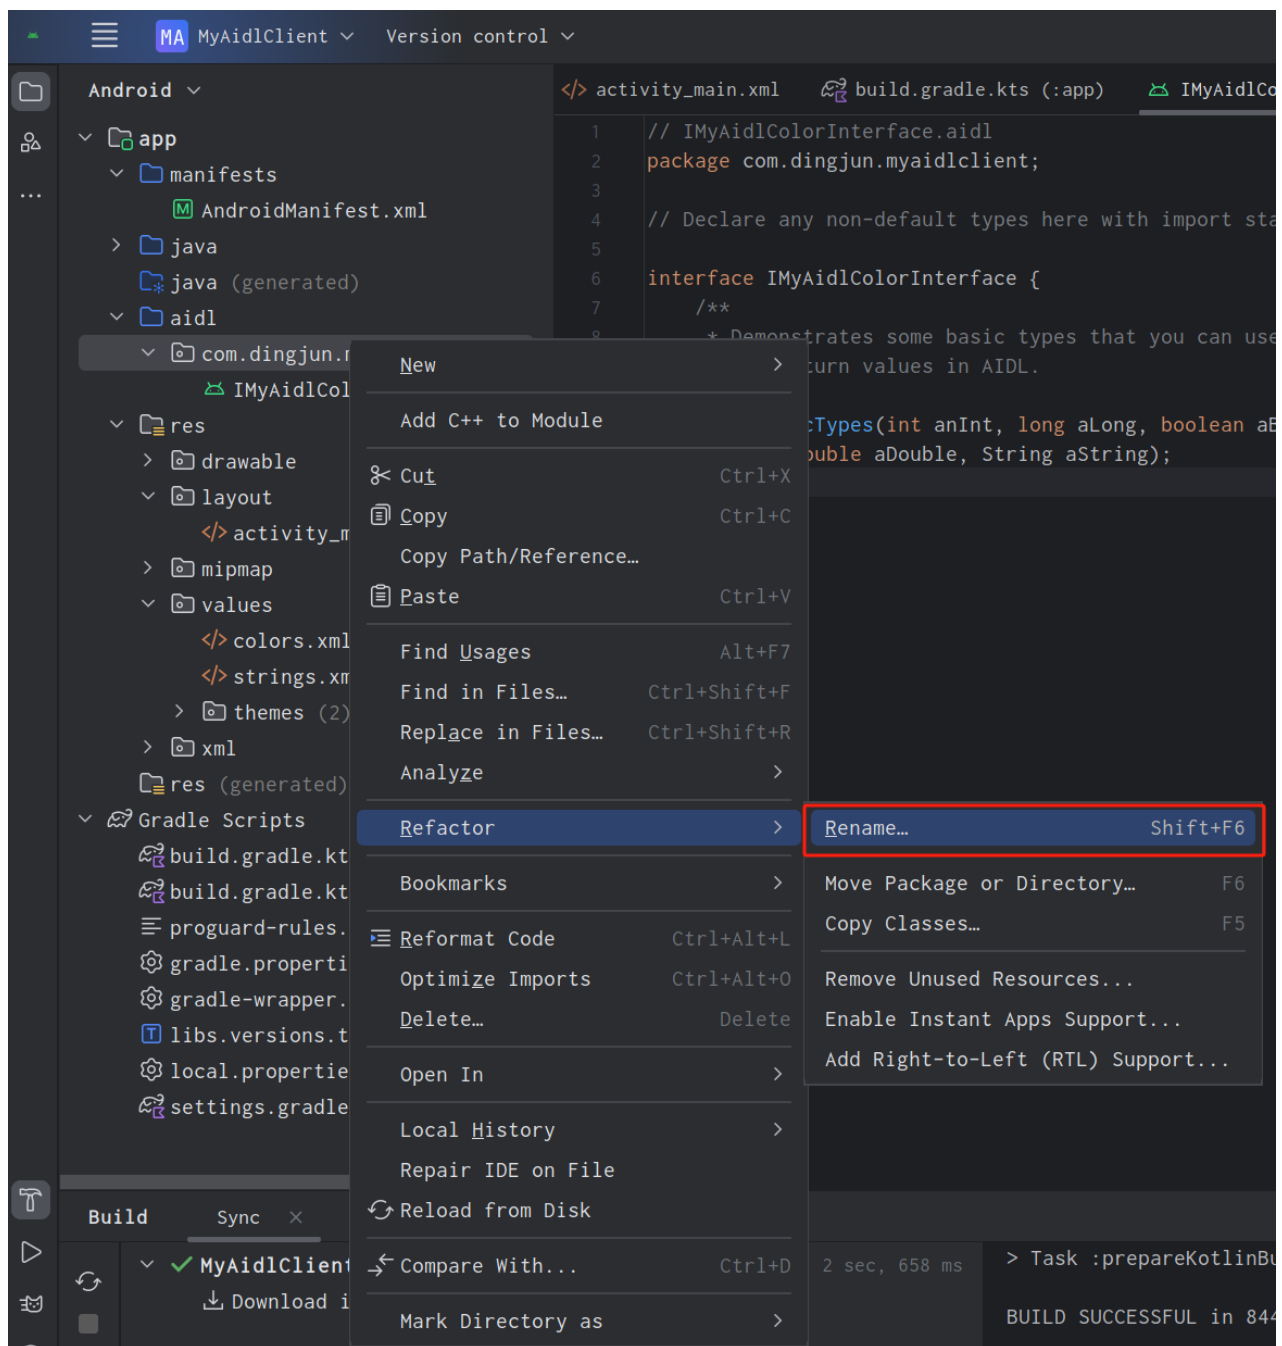 MA MyAidlClient Version control
Android
activity_main.xml build.gradle.kts (:app) IMyAidlCo
app
manifests
AndroidManifest.xml
java
java (generated)
aidl
com.dingjun.
IMyAidlCol
res
drawable
layout
activity_m
mipmap
values
colors.xml
strings.xm
themes (2)
xml
res (generated)
Gradle Scripts
build.gradle.kt
build.gradle.kt
proguard-rules.
gradle.properti
gradle-wrapper.
libs.versions.t
local.propertie
settings.gradle
1 // IMyAidlColorInterface.aidl
2 package com.dingjun.myaidlclient;
3
4 // Declare any non-default types here with import sta
5
6 interface IMyAidlColorInterface {
7 /**
8 * Demonstrates some basic types that you can use
turn values in AIDL.
cTypes(int anInt, long aLong, boolean aB
ouble aDouble, String aString);
New
Add C++ to Module
Cut Ctrl+X
Copy Ctrl+C
Copy Path/Reference…
Paste Ctrl+V
Find Usages Alt+F7
Find in Files… Ctrl+Shift+F
Replace in Files… Ctrl+Shift+R
Analyze
Refactor
Bookmarks
Reformat Code Ctrl+Alt+L
Optimize Imports Ctrl+Alt+O
Delete… Delete
Open In
Local History
Repair IDE on File
Reload from Disk
Compare With... Ctrl+D
Mark Directory as
Rename… Shift+F6
Move Package or Directory… F6
Copy Classes… F5
Remove Unused Resources...
Enable Instant Apps Support...
Add Right-to-Left (RTL) Support...
Build Sync
MyAidlClient 2 sec, 658 ms
Download i
> Task :prepareKotlinBu
BUILD SUCCESSFUL in 844